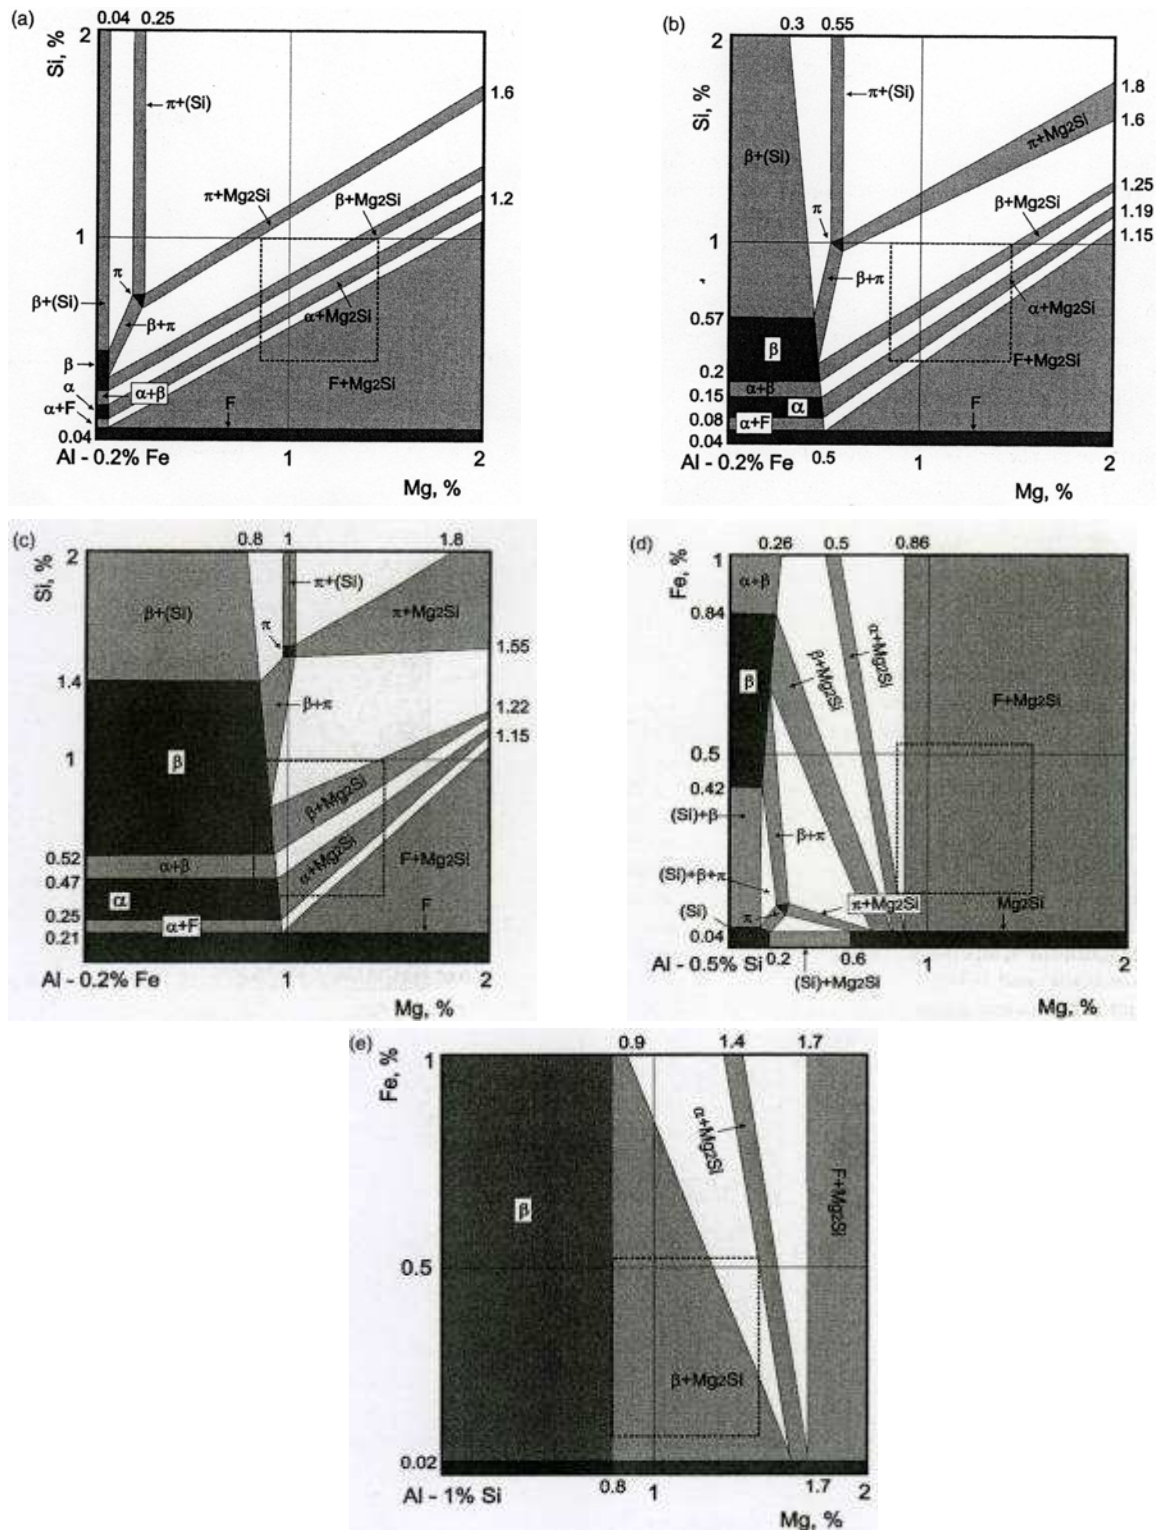 (a)
0.04 0.25
2
Si, %
π+(Si)
1.6
π+Mg2Si
β+Mg2Si
1.2
1
π
β+(Si)
β+π
α+Mg2Si
β
F+Mg2Si
α
α+β
α+F
F
0.04
Al - 0.2% Fe
1
2
Mg, %
(b)
0.3 0.55
2
Si, %
π+(Si)
1.8
π+Mg2Si
1.6
β+(Si)
β+Mg2Si
1.25
1.19
π
1.15
1
β+π
α+Mg2Si
0.57
β
F+Mg2Si
0.2
α+β
0.15
α
F
0.08
α+F
0.04
Al - 0.2% Fe
0.5
1
2
Mg, %
(c)
0.8 1 1.8
2
Si, %
π+(Si)
β+(Si)
π+Mg2Si
π
1.55
1.4
β+π
1.22
1.15
1
β
β+Mg2Si
0.52
α+β
α+Mg2Si
F+Mg2Si
0.47
α
F
0.25
α+F
0.21
Al - 0.2% Fe
1
2
Mg, %
(d)
0.26 0.5 0.86
1
Fe, %
α+β
0.84
α+Mg2Si
β+Mg2Si
β
F+Mg2Si
0.5
0.42
(Si)+β
β+π
(Si)+β+π
(Si)
π
π+Mg2Si
Mg2Si
0.04
Al - 0.5% Si
0.2 0.6 1 2
(Si)+Mg2Si
Mg, %
(e)
0.9 1.4 1.7
1
Fe, %
α+Mg2Si
β
F+Mg2Si
0.5
β+Mg2Si
0.02
Al - 1% Si
0.8 1 1.7 2
Mg, %